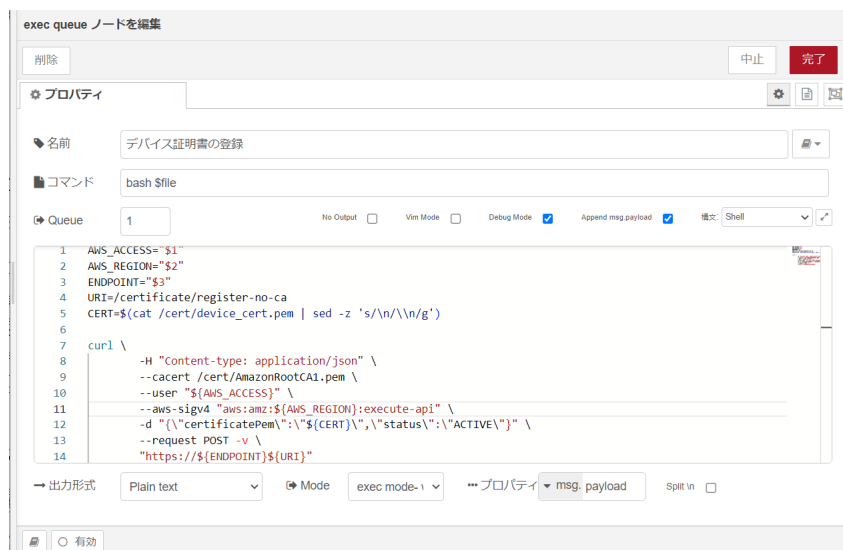 exec queue ノードを編集
削除 中止 完了
プロパティ
名前 デバイス証明書の登録
コマンド bash $file
Queue 1 No Output Vim Mode Debug Mode Append msg.payload 構文: Shell
1 AWS_ACCESS="$1"
2 AWS_REGION="$2"
3 ENDPOINT="$3"
4 URI=/certificate/register-no-ca
5 CERT=$(cat /cert/device_cert.pem | sed -z 's/\n/\\n/g')
6
7 curl \
8 -H "Content-type: application/json" \
9 --cacert /cert/AmazonRootCA1.pem \
10 --user "${AWS_ACCESS}" \
11 --aws-sigv4 "aws:amz:${AWS_REGION}:execute-api" \
12 -d "{\"certificatePem\":\"${CERT}\",\"status\":\"ACTIVE\"}" \
13 --request POST -v \
14 "https://${ENDPOINT}${URI}"
出力形式 Plain text Mode exec mode- プロパティ msg. payload Split \n
有効